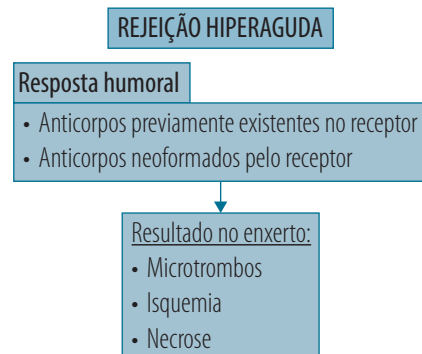 REJEIÇÃO HIPERAGUDA
Resposta humoral
• Anticorpos previamente existentes no receptor
• Anticorpos neoformados pelo receptor
Resultado no enxerto:
• Microtrombos
• Isquemia
• Necrose